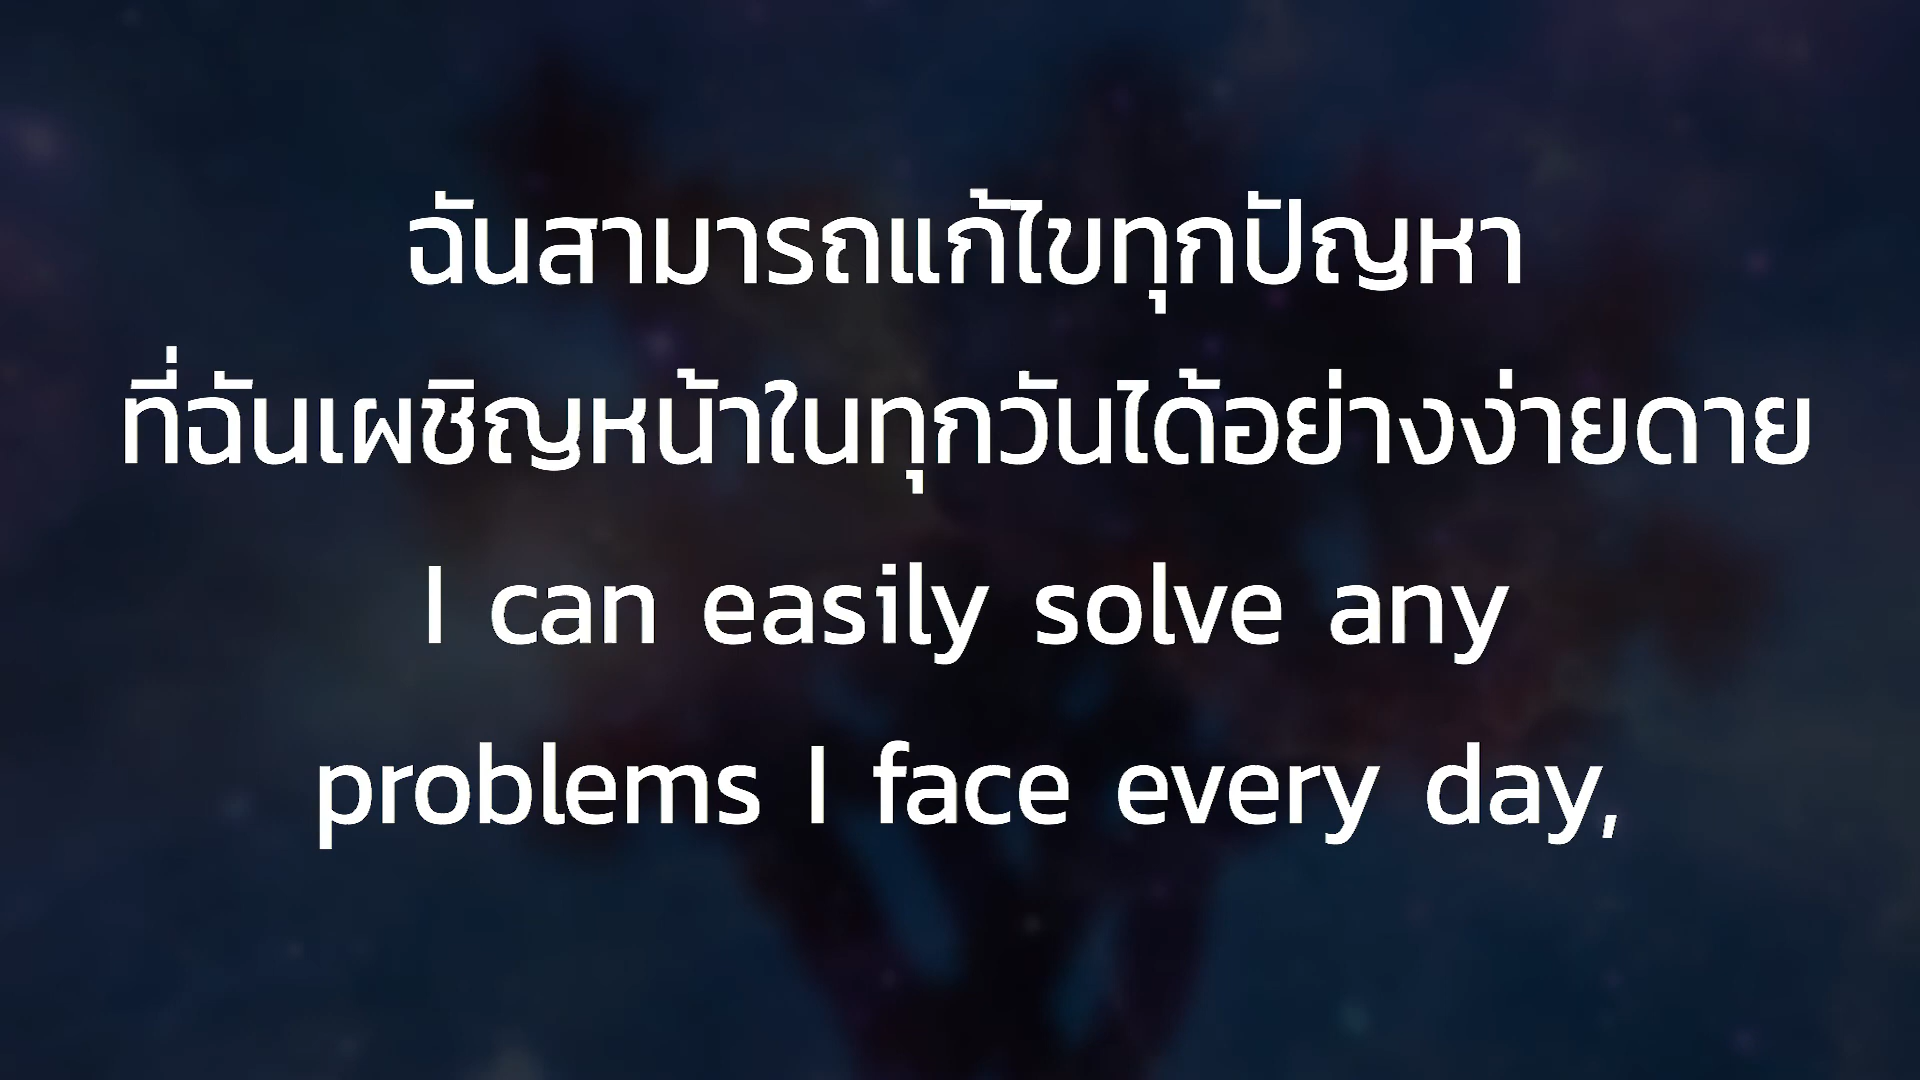 ฉันสามารถแก้ไขทุกปัญหา
ที่ฉันเผชิญหน้าในทุกวันได้อย่างง่ายดาย
I can easily solve any
problems I face every day,